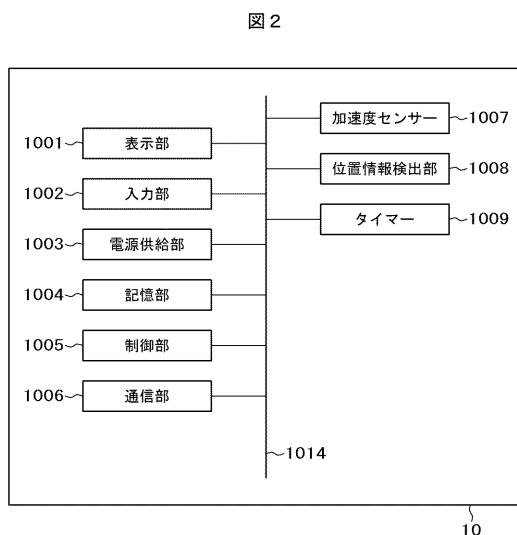 図2
1001 表示部
1002 入力部
1003 電源供給部
1004 記憶部
1005 制御部
1006 通信部
加速度センサー 1007
位置情報検出部 1008
タイマー 1009
1014
10